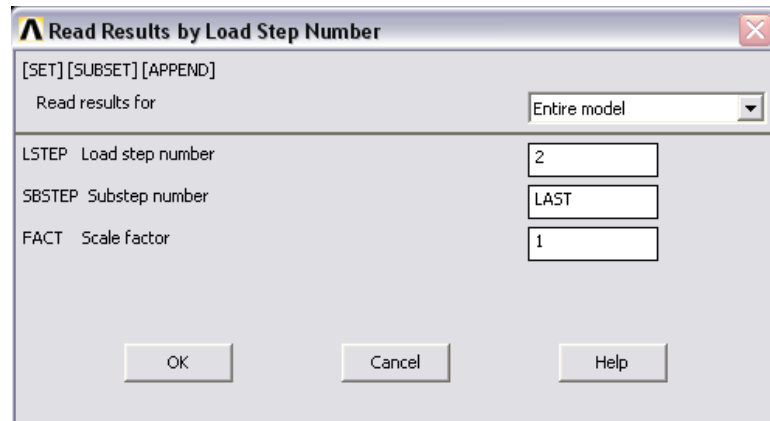 Read Results by Load Step Number
[SET] [SUBSET] [APPEND]
Read results for Entire model
LSTEP Load step number 2
SBSTEP Substep number LAST
FACT Scale factor 1
OK Cancel Help